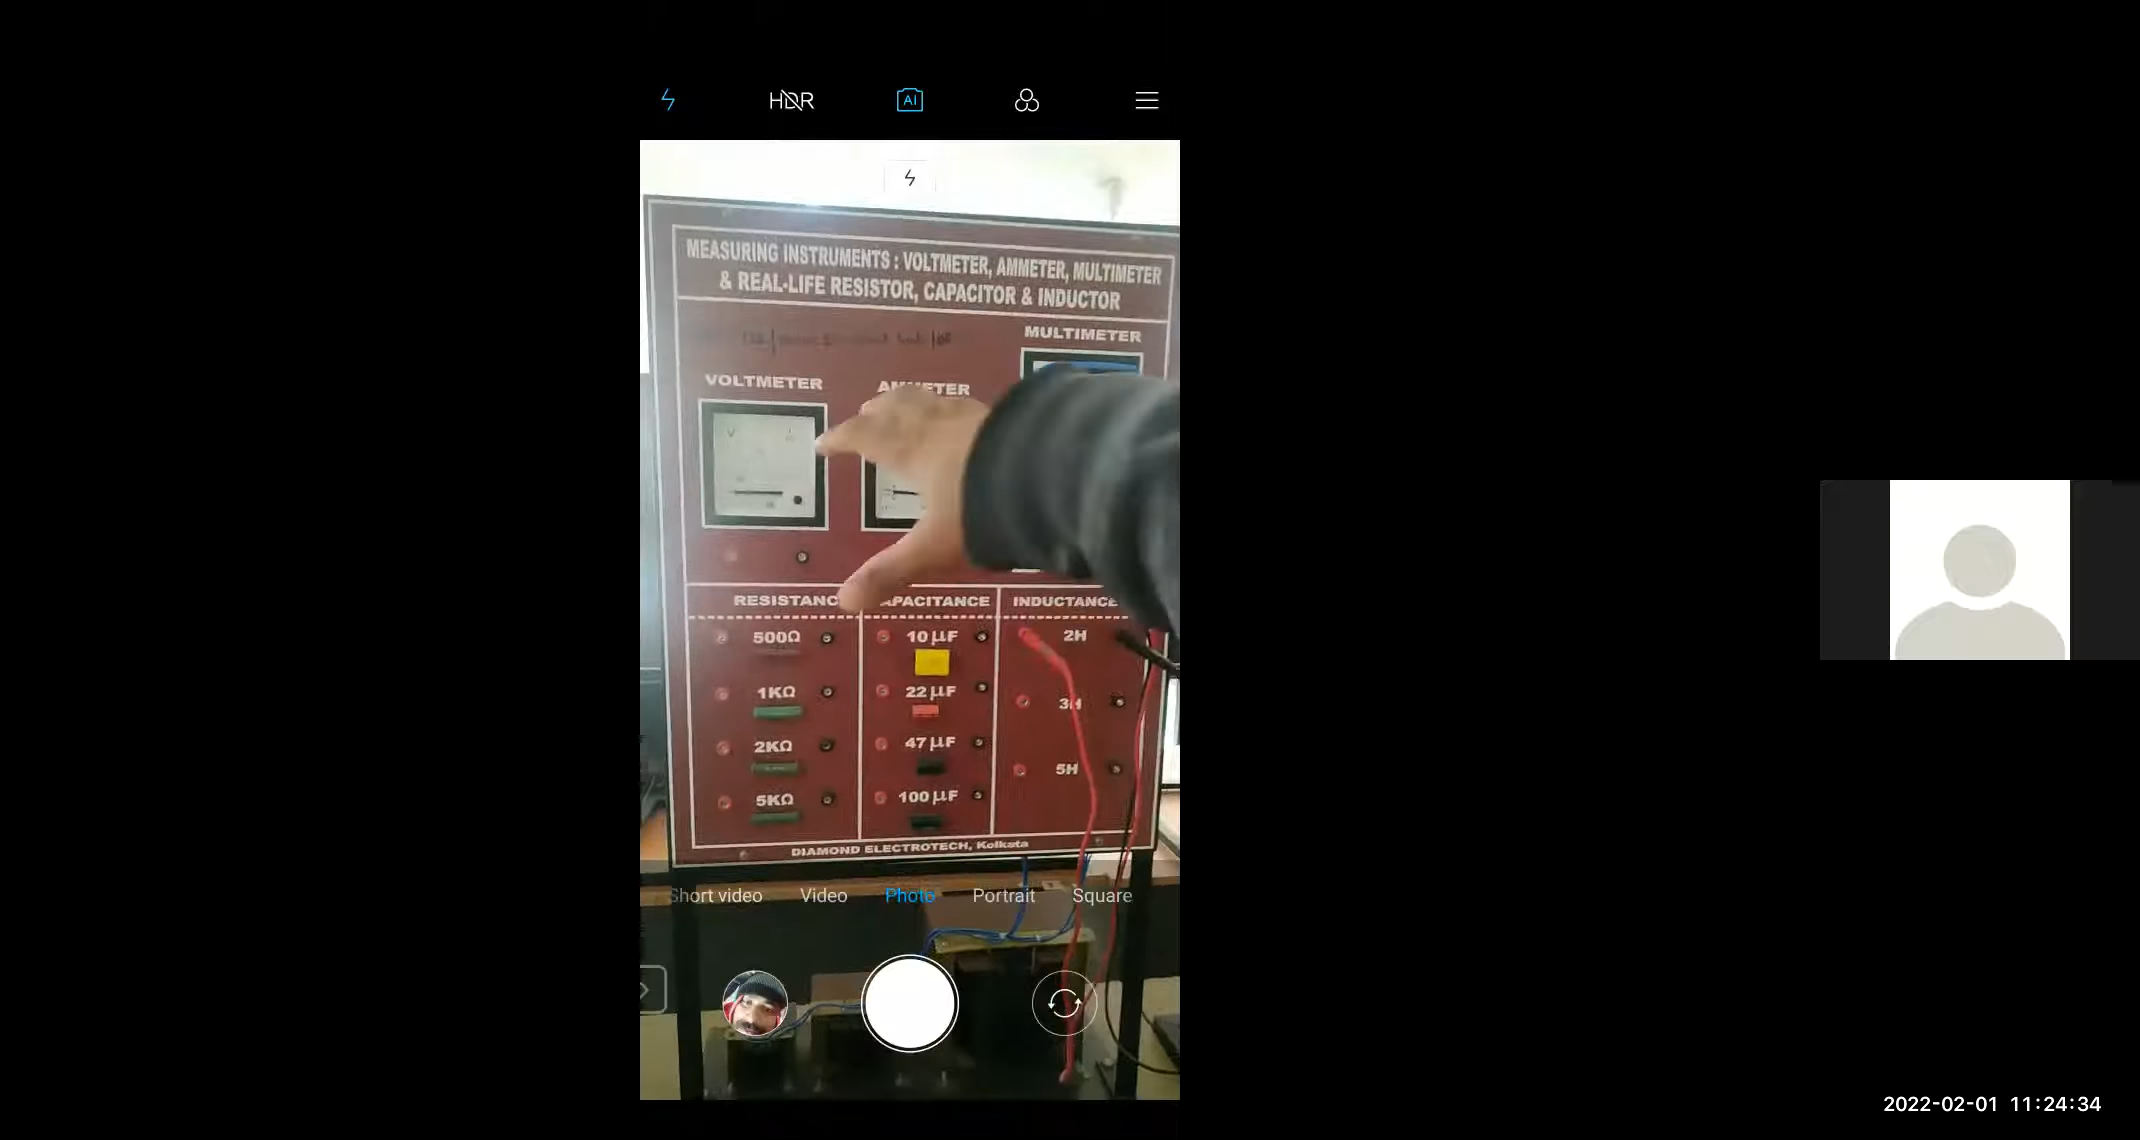 HDR
AI
MEASURING INSTRUMENTS : VOLTMETER, AMMETER, MULTIMETER
& REAL-LIFE RESISTOR, CAPACITOR & INDUCTOR
MULTIMETER
VOLTMETER
AMMETER
V
RESISTANC
APACITANCE
INDUCTANCE
500Ω
10 µF
2H
1KΩ
22 µF
3H
2KΩ
47 µF
5H
5KΩ
100 µF
DIAMOND ELECTROTECH, Kolkata
Short video
Video
Photo
Portrait
Square
2022-02-01 11:24:34